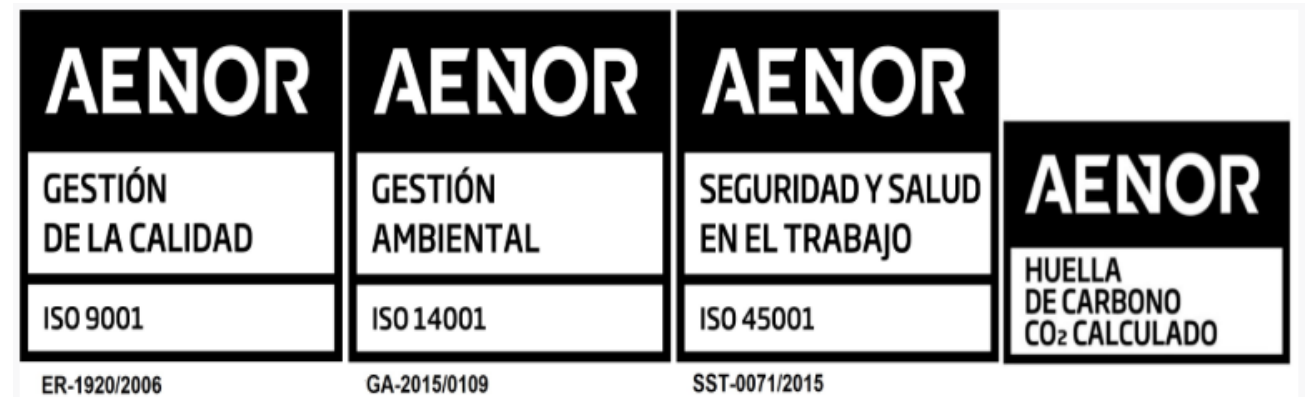 AENOR
GESTIÓN
DE LA CALIDAD
ISO 9001
ER-1920/2006
AENOR
GESTIÓN
AMBIENTAL
ISO 14001
GA-2015/0109
AENOR
SEGURIDAD Y SALUD
EN EL TRABAJO
ISO 45001
SST-0071/2015
AENOR
HUELLA
DE CARBONO
CO₂ CALCULADO